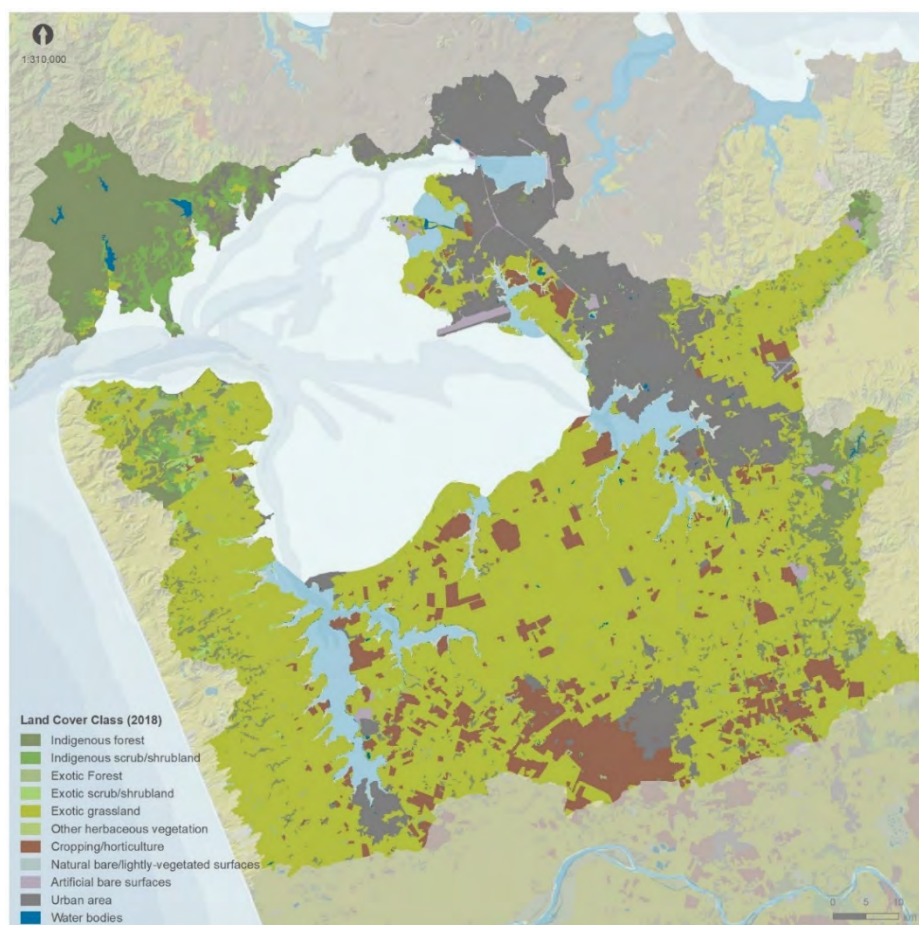 1:310,000
Land Cover Class (2018)
Indigenous forest
Indigenous scrub/shrubland
Exotic Forest
Exotic scrub/shrubland
Exotic grassland
Other herbaceous vegetation
Cropping/horticulture
Natural bare/lightly-vegetated surfaces
Artificial bare surfaces
Urban area
Water bodies
0 5 10
km